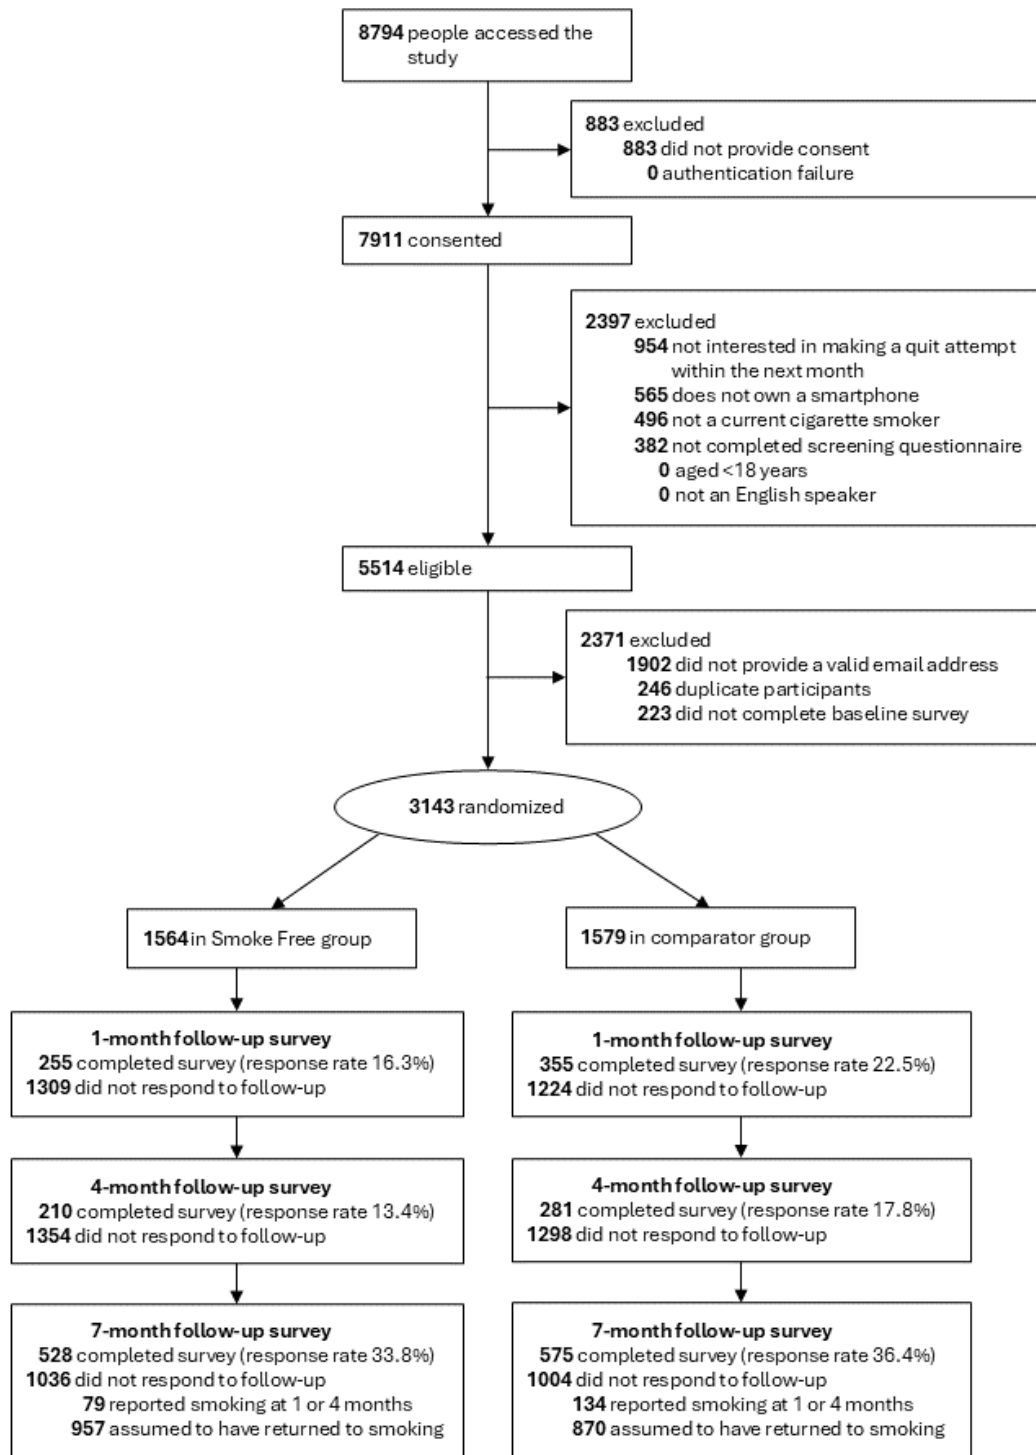 8794 people accessed the
study
883 excluded
883 did not provide consent
0 authentication failure
7911 consented
2397 excluded
954 not interested in making a quit attempt
within the next month
565 does not own a smartphone
496 not a current cigarette smoker
382 not completed screening questionnaire
0 aged <18 years
0 not an English speaker
5514 eligible
2371 excluded
1902 did not provide a valid email address
246 duplicate participants
223 did not complete baseline survey
3143 randomized
1564 in Smoke Free group
1-month follow-up survey
255 completed survey (response rate 16.3%)
1309 did not respond to follow-up
4-month follow-up survey
210 completed survey (response rate 13.4%)
1354 did not respond to follow-up
7-month follow-up survey
528 completed survey (response rate 33.8%)
1036 did not respond to follow-up
79 reported smoking at 1 or 4 months
957 assumed to have returned to smoking
1579 in comparator group
1-month follow-up survey
355 completed survey (response rate 22.5%)
1224 did not respond to follow-up
4-month follow-up survey
281 completed survey (response rate 17.8%)
1298 did not respond to follow-up
7-month follow-up survey
575 completed survey (response rate 36.4%)
1004 did not respond to follow-up
134 reported smoking at 1 or 4 months
870 assumed to have returned to smoking